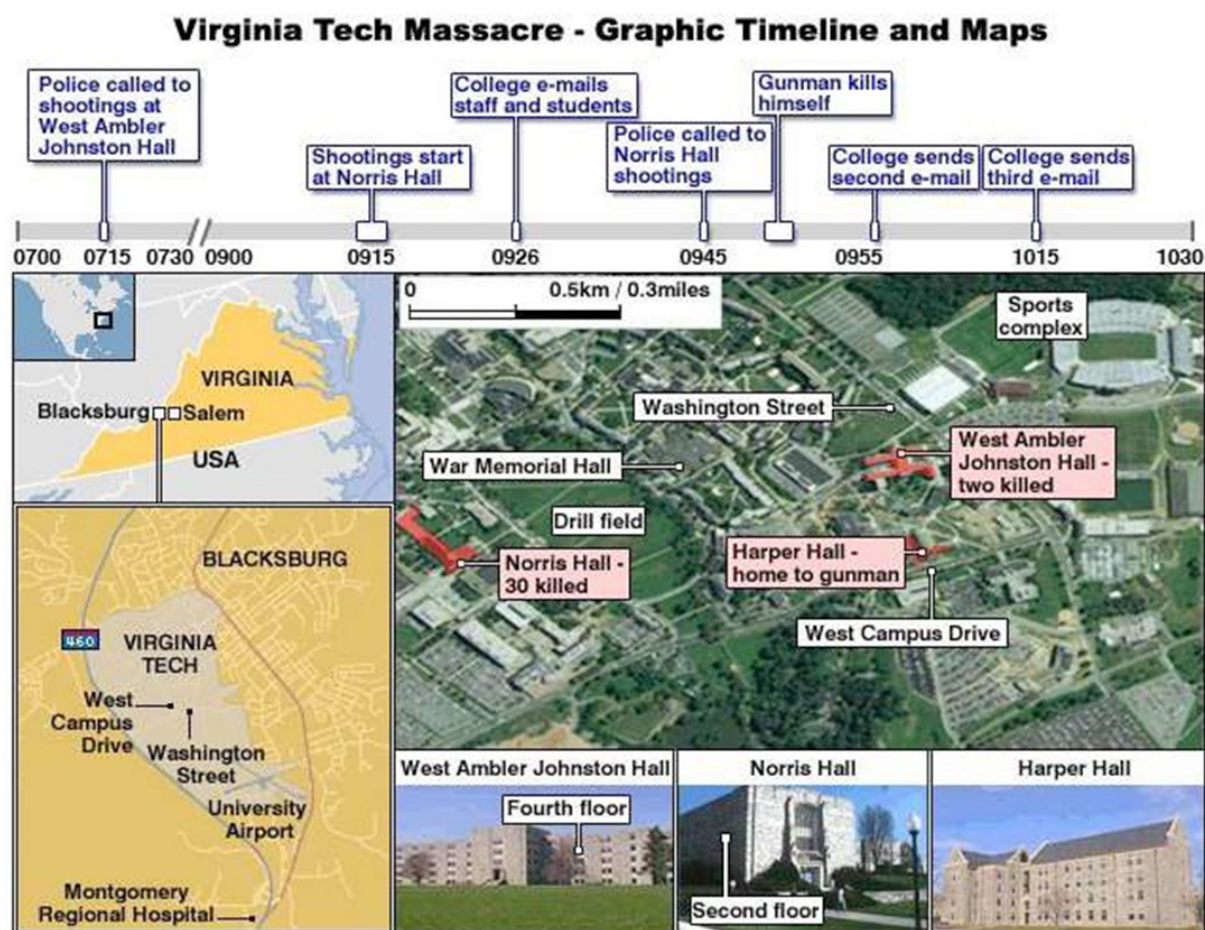 Virginia Tech Massacre - Graphic Timeline and Maps
Police called to
shootings at
West Ambler
Johnston Hall
Shootings start
at Norris Hall
College e-mails
staff and students
Police called to
Norris Hall
shootings
Gunman kills
himself
College sends
second e-mail
College sends
third e-mail
0700
0715
0730
0900
0915
0926
0945
0955
1015
1030
VIRGINIA
Blacksburg
Salem
USA
0
0.5km / 0.3miles
Sports
complex
Washington Street
West Ambler
Johnston Hall -
two killed
War Memorial Hall
Drill field
Norris Hall -
30 killed
Harper Hall -
home to gunman
West Campus Drive
BLACKSBURG
460
VIRGINIA
TECH
West
Campus
Drive
Washington
Street
University
Airport
Montgomery
Regional Hospital
West Ambler Johnston Hall
Fourth floor
Norris Hall
Second floor
Harper Hall